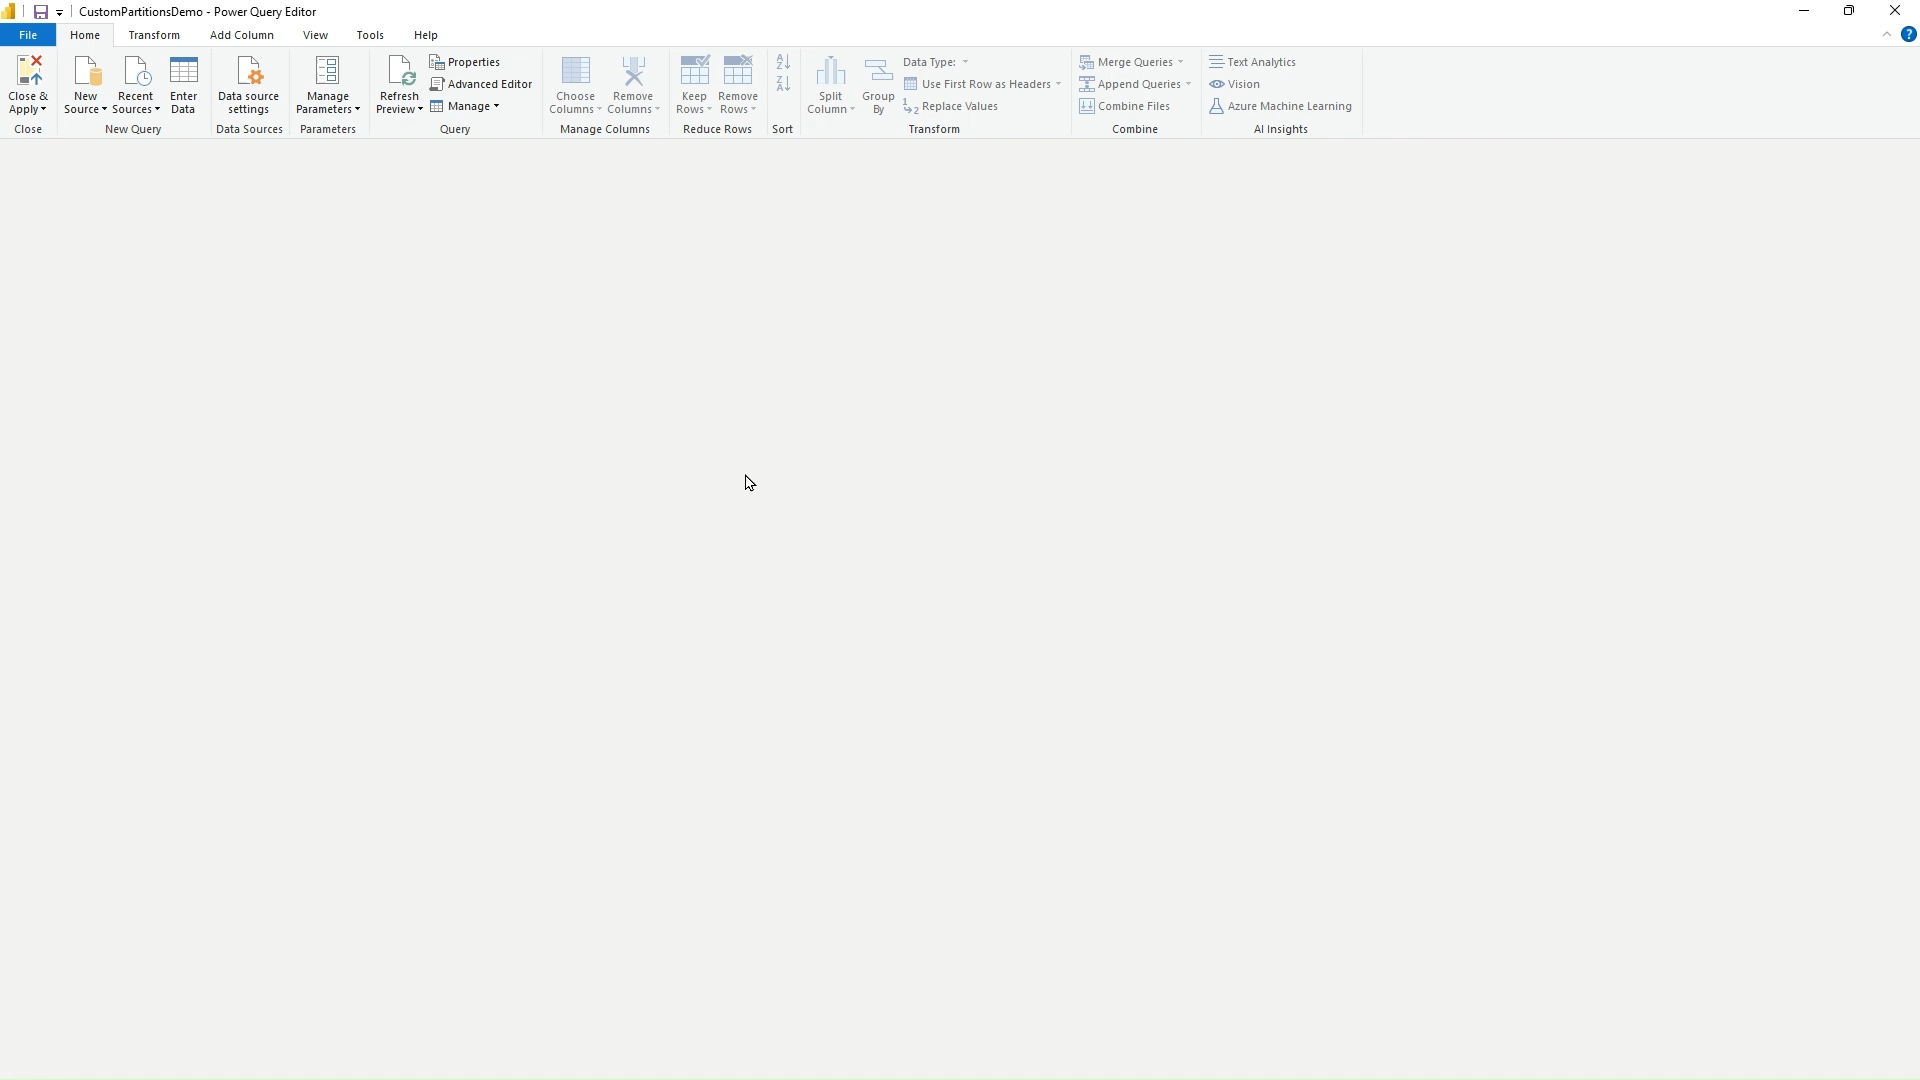 CustomPartitionsDemo - Power Query Editor
File Home Transform Add Column View Tools Help
Close & Apply
Close
New Source
Recent Sources
Enter Data
New Query
Data source settings
Data Sources
Manage Parameters
Parameters
Refresh Preview
Properties
Advanced Editor
Manage
Query
Choose Columns
Remove Columns
Manage Columns
Keep Rows
Remove Rows
Reduce Rows
Sort
Split Column
Group By
Data Type:
Use First Row as Headers
Replace Values
Transform
Merge Queries
Append Queries
Combine Files
Combine
Text Analytics
Vision
Azure Machine Learning
AI Insights